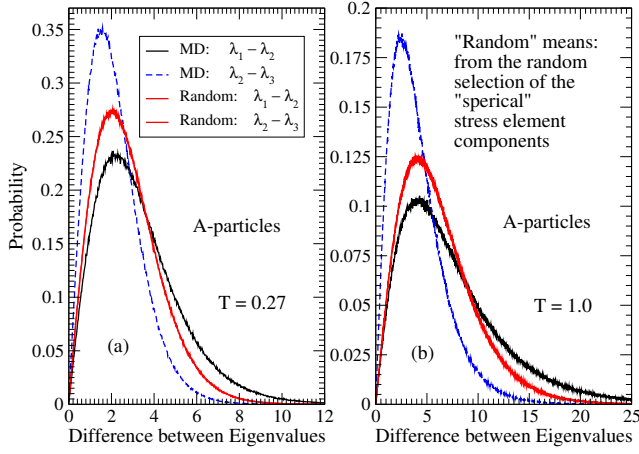 Probability
0.35
0.3
0.25
0.2
0.15
0.1
0.05
0
MD: λ1 – λ2
MD: λ2 – λ3
Random: λ1 – λ2
Random: λ2 – λ3
A-particles
T = 0.27
(a)
0 2 4 6 8 10 12
Difference between Eigenvalues
0.2
0.175
0.15
0.125
0.1
0.075
0.05
0.025
0
"Random" means:
from the random
selection of the
"sperical"
stress element
components
A-particles
T = 1.0
(b)
0 5 10 15 20 25
Difference between Eigenvalues